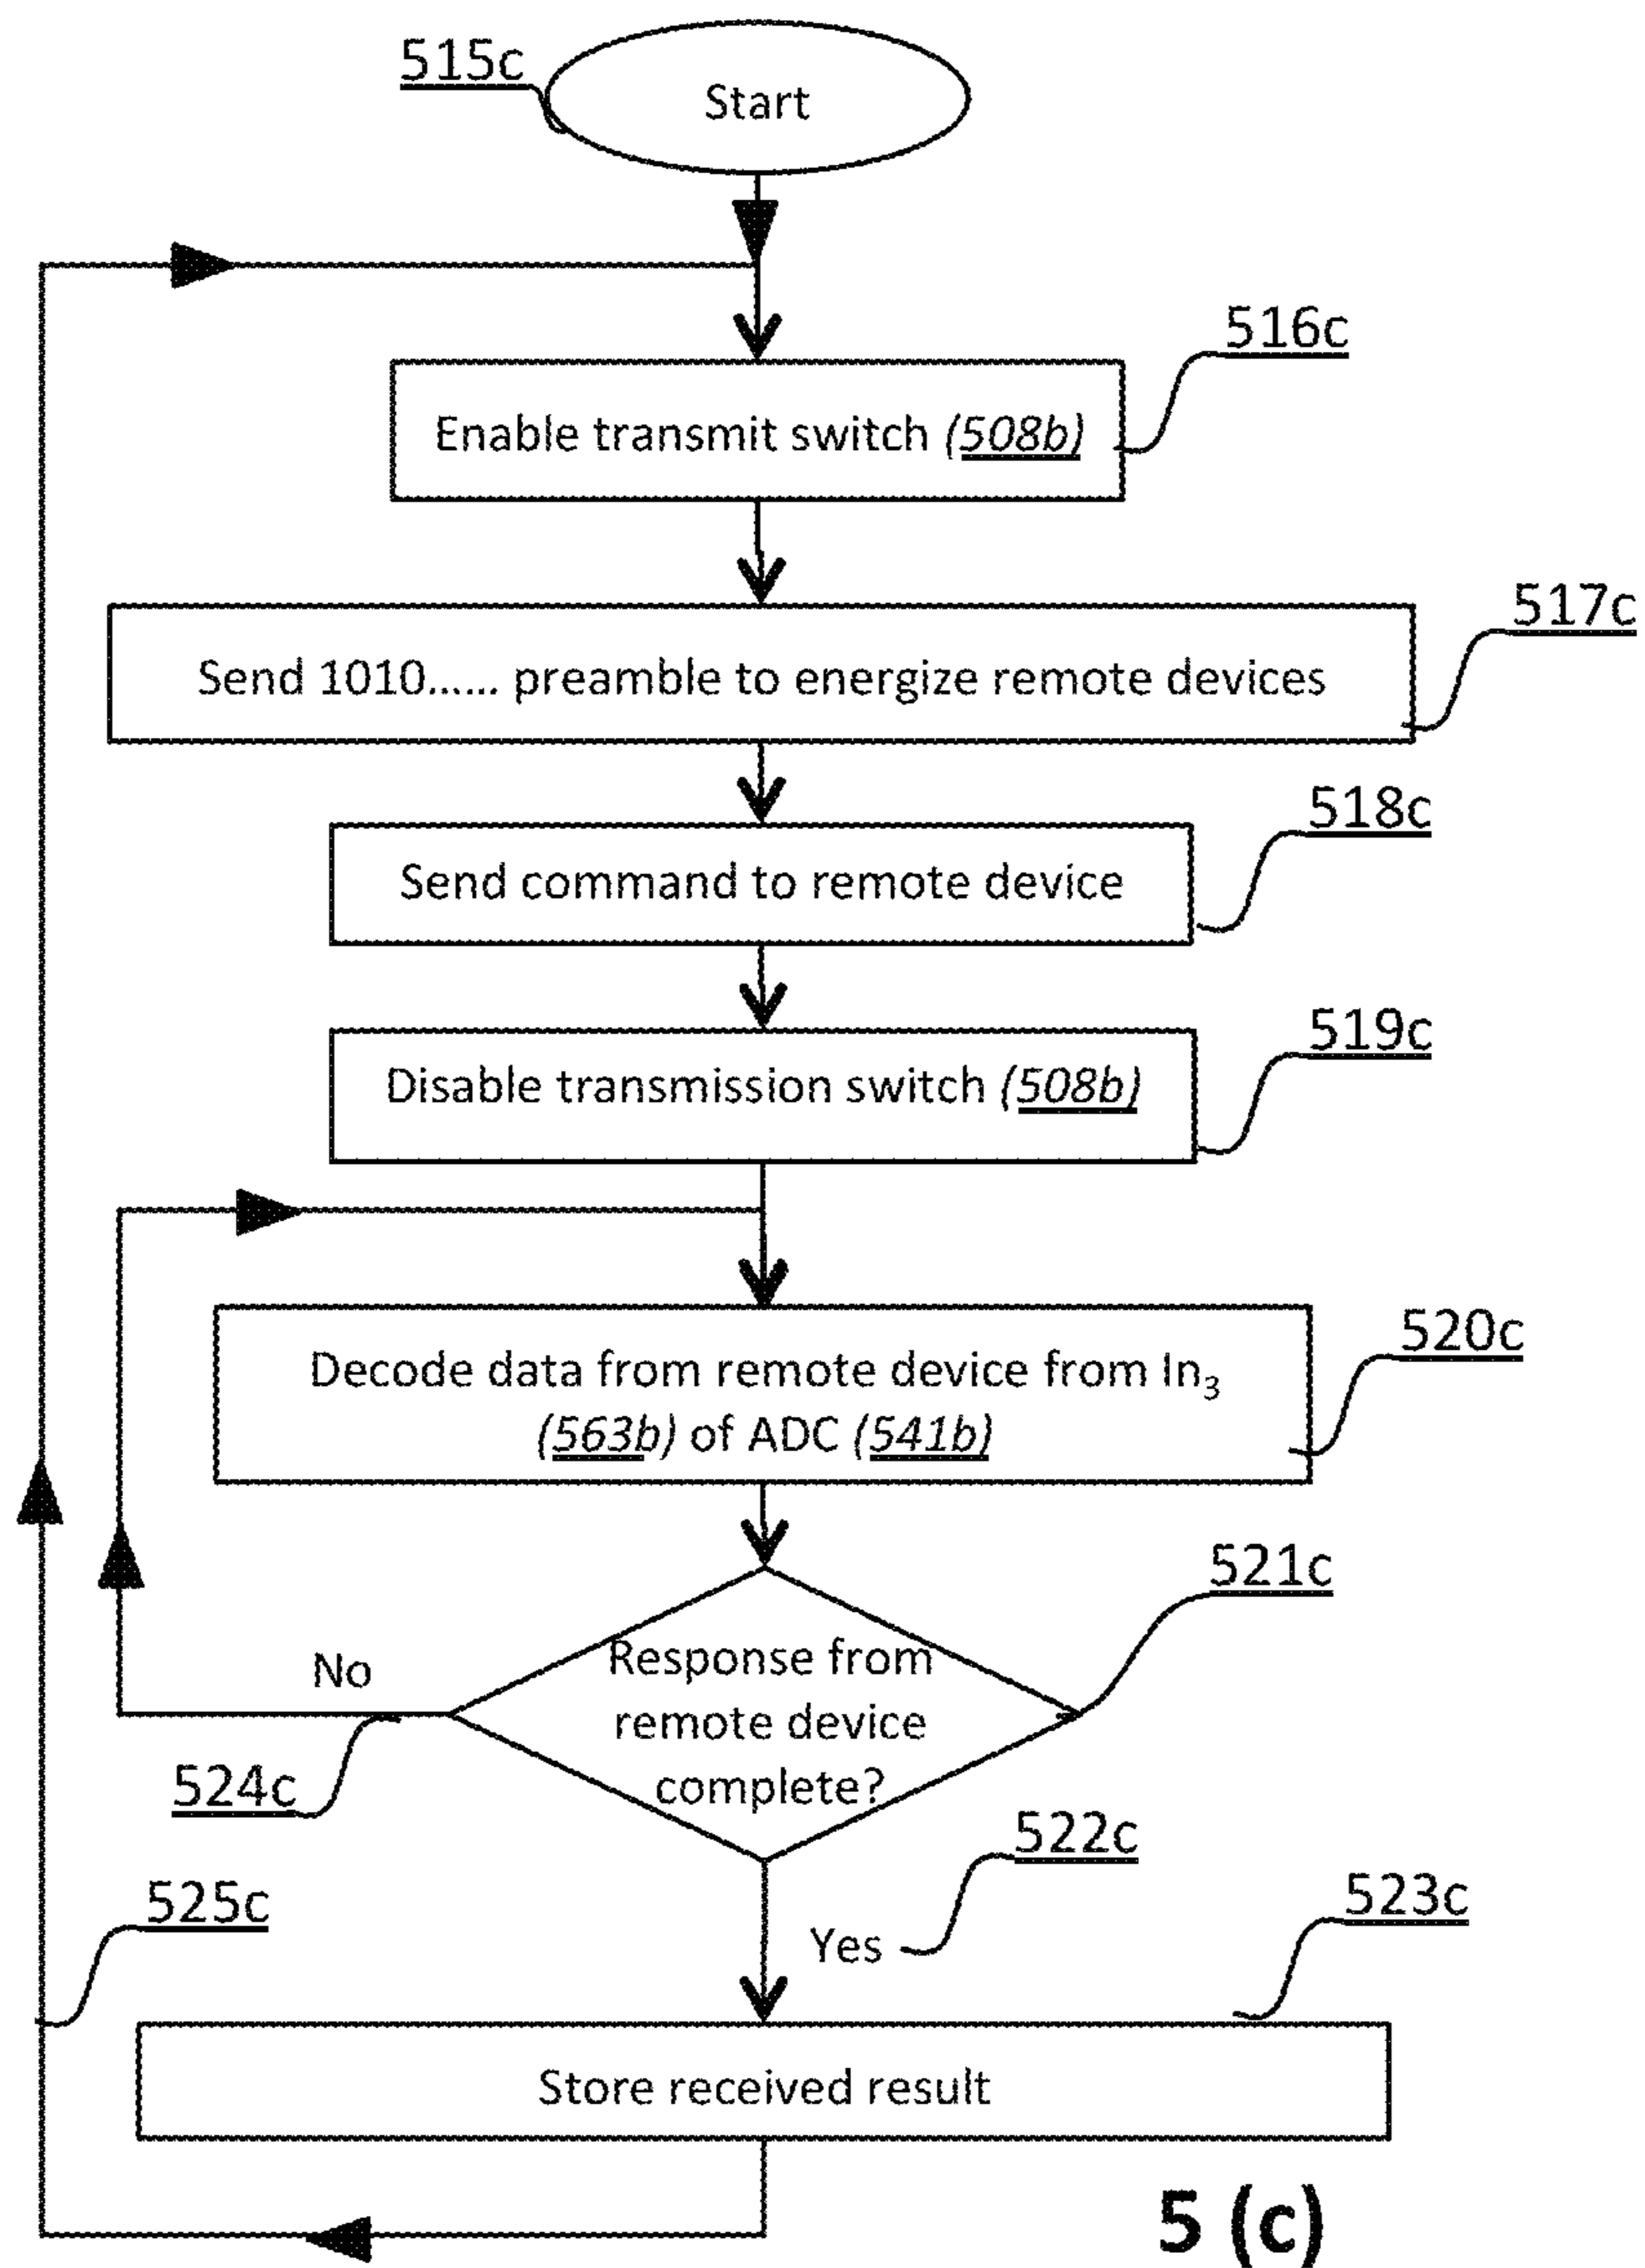 515c
Start
516c
Enable transmit switch (508b)
517c
Send 1010...... preamble to energize remote devices
518c
Send command to remote device
519c
Disable transmission switch (508b)
520c
Decode data from remote device from In₃
(563b) of ADC (541b)
521c
No
Response from
remote device
complete?
524c
522c
525c
Yes
523c
Store received result
5 (c)